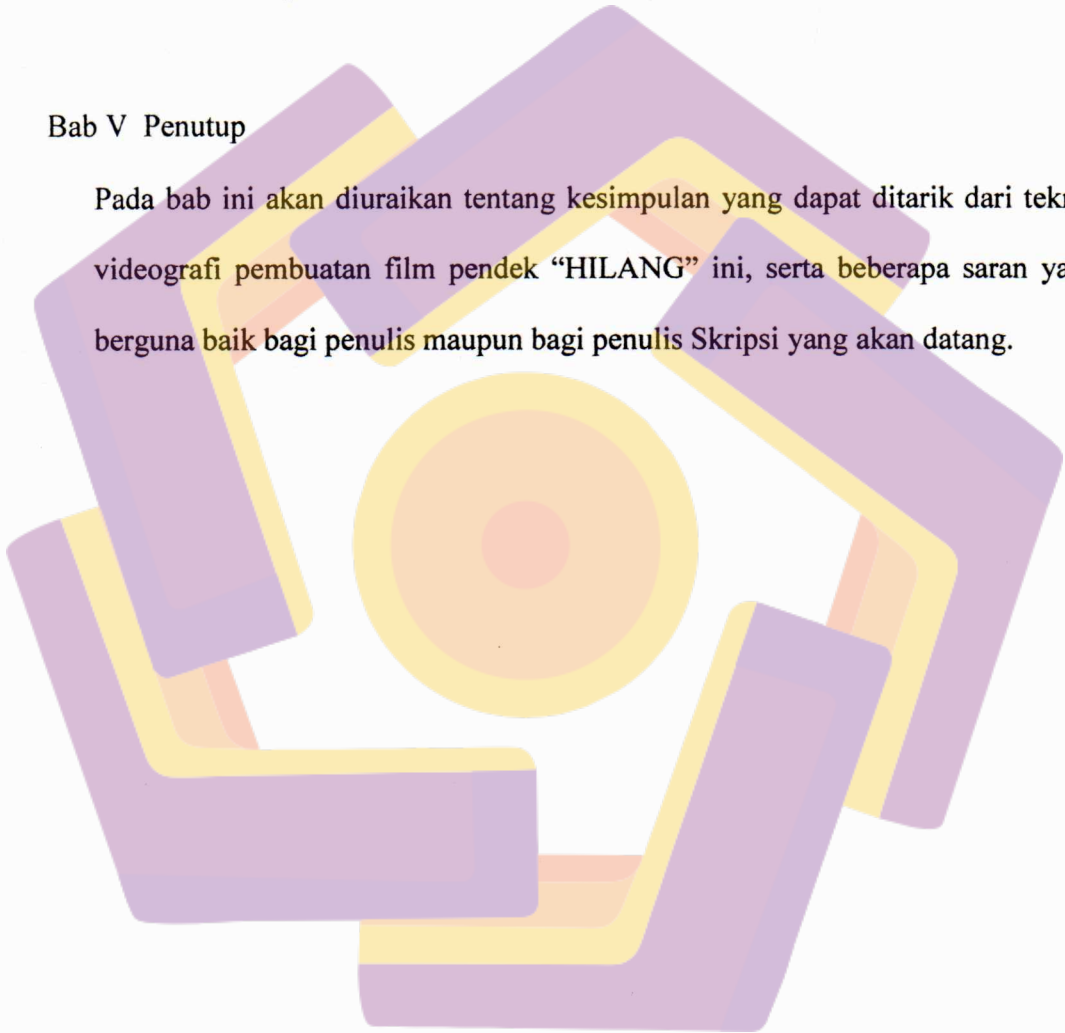 Bab V Penutup
Pada bab ini akan diuraikan tentang kesimpulan yang dapat ditarik dari
videografi pembuatan film pendek “HILANG” ini, serta beberapa saran
berguna baik bagi penulis maupun bagi penulis Skripsi yang akan datang.